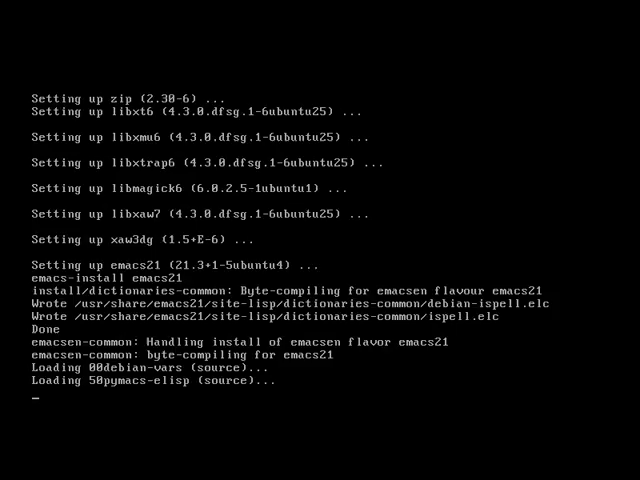 Setting up zip (2.30-6) ...
Setting up libxt6 (4.3.0.dfsg.1-6ubuntu25) ...
Setting up libxmu6 (4.3.0.dfsg.1-6ubuntu25) ...
Setting up libxtrap6 (4.3.0.dfsg.1-6ubuntu25) ...
Setting up libmagick6 (6.0.2.5-1ubuntu1) ...
Setting up libxaw7 (4.3.0.dfsg.1-6ubuntu25) ...
Setting up xaw3dg (1.5+E-6) ...
Setting up emacs21 (21.3+1-5ubuntu4) ...
emacs-install emacs21
install/dictionaries-common: Byte-compiling for emacsen flavour emacs21
Wrote /usr/share/emacs21/site-lisp/dictionaries-common/debian-ispell.elc
Wrote /usr/share/emacs21/site-lisp/dictionaries-common/ispell.elc
Done
emacsen-common: Handling install of emacsen flavor emacs21
emacsen-common: byte-compiling for emacs21
Loading 00debian-vars (source)...
Loading 50pymacs-elisp (source)...